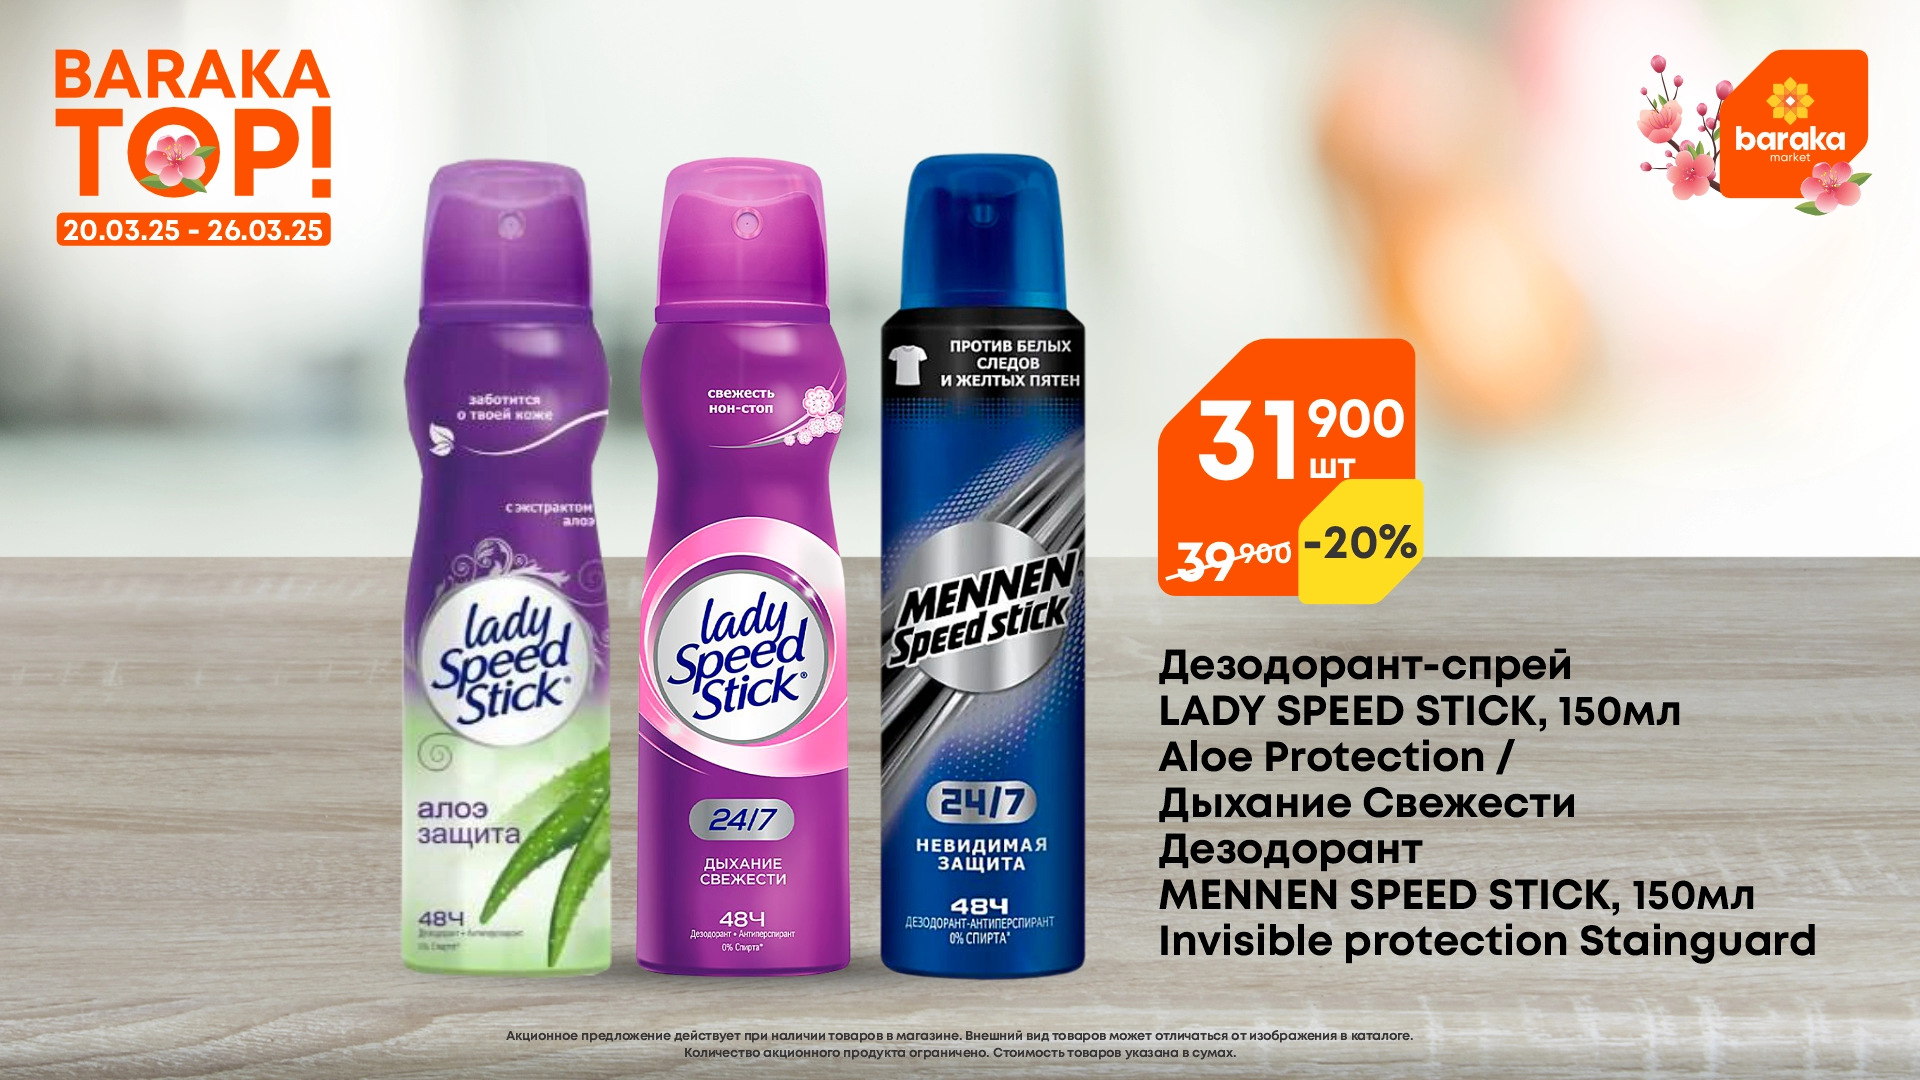 BARAKA
TOP!
20.03.25 - 26.03.25
baraka
market
заботится
о твоей коже
с экстрактом
алоэ
lady
Speed
Stick®
алоэ
защита
48Ч
Дезодорант • Антиперспирант
0% Спирта*
свежесть
нон-стоп
lady
Speed
Stick®
24/7
ДЫХАНИЕ
СВЕЖЕСТИ
48Ч
Дезодорант • Антиперспирант
0% Спирта*
ПРОТИВ БЕЛЫХ
СЛЕДОВ
И ЖЕЛТЫХ ПЯТЕН
MENNEN
Speed stick
24/7
НЕВИДИМАЯ
ЗАЩИТА
48Ч
ДЕЗОДОРАНТ-АНТИПЕРСПИРАНТ
0% СПИРТА*
31 900
шт
39 900
-20%
Дезодорант-спрей
LADY SPEED STICK, 150мл
Aloe Protection /
Дыхание Свежести
Дезодорант
MENNEN SPEED STICK, 150мл
Invisible protection Stainguard
Акционное предложение действует при наличии товаров в магазине. Внешний вид товаров может отличаться от изображения в каталоге.
Количество акционного продукта ограничено. Стоимость товаров указана в сумах.